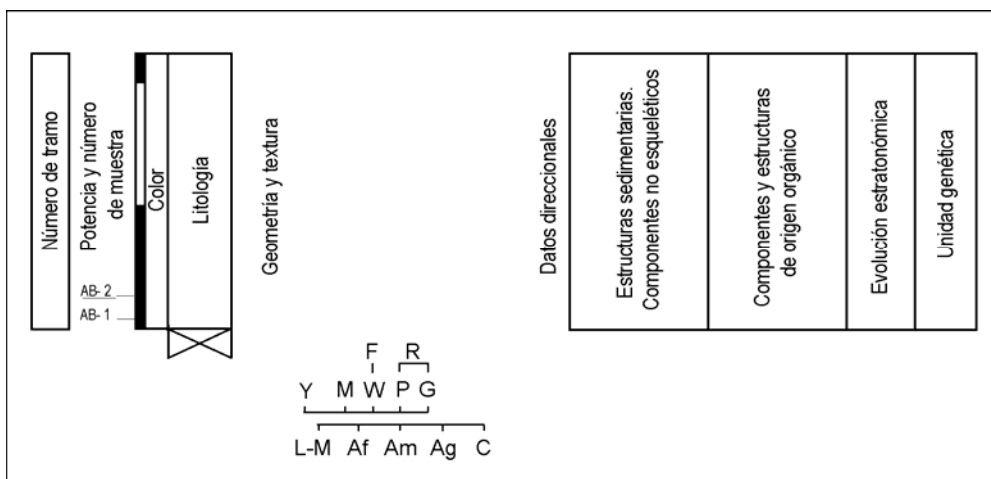 Número de tramo
Potencia y número
de muestra
AB- 2
AB- 1
Color
Litología
Geometría y textura
F R
Y M W P G
L-M Af Am Ag C
Datos direccionales
Estructuras sedimentarias.
Componentes no esqueléticos
Componentes y estructuras
de origen orgánico
Evolución estratonómica
Unidad genética